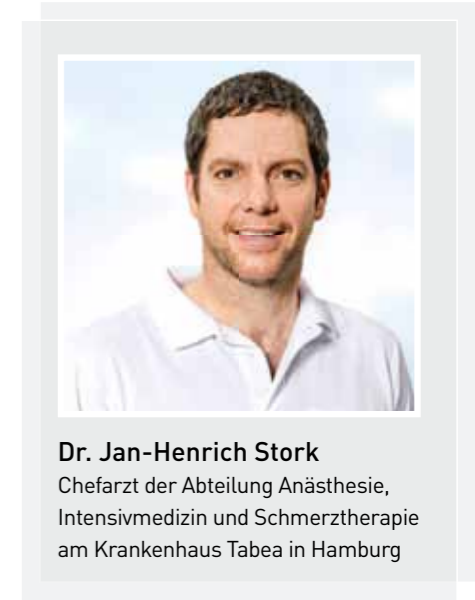 Dr. Jan-Henrich Stork
Chefarzt der Abteilung Anästhesie,
Intensivmedizin und Schmerztherapie
am Krankenhaus Tabea in Hamburg